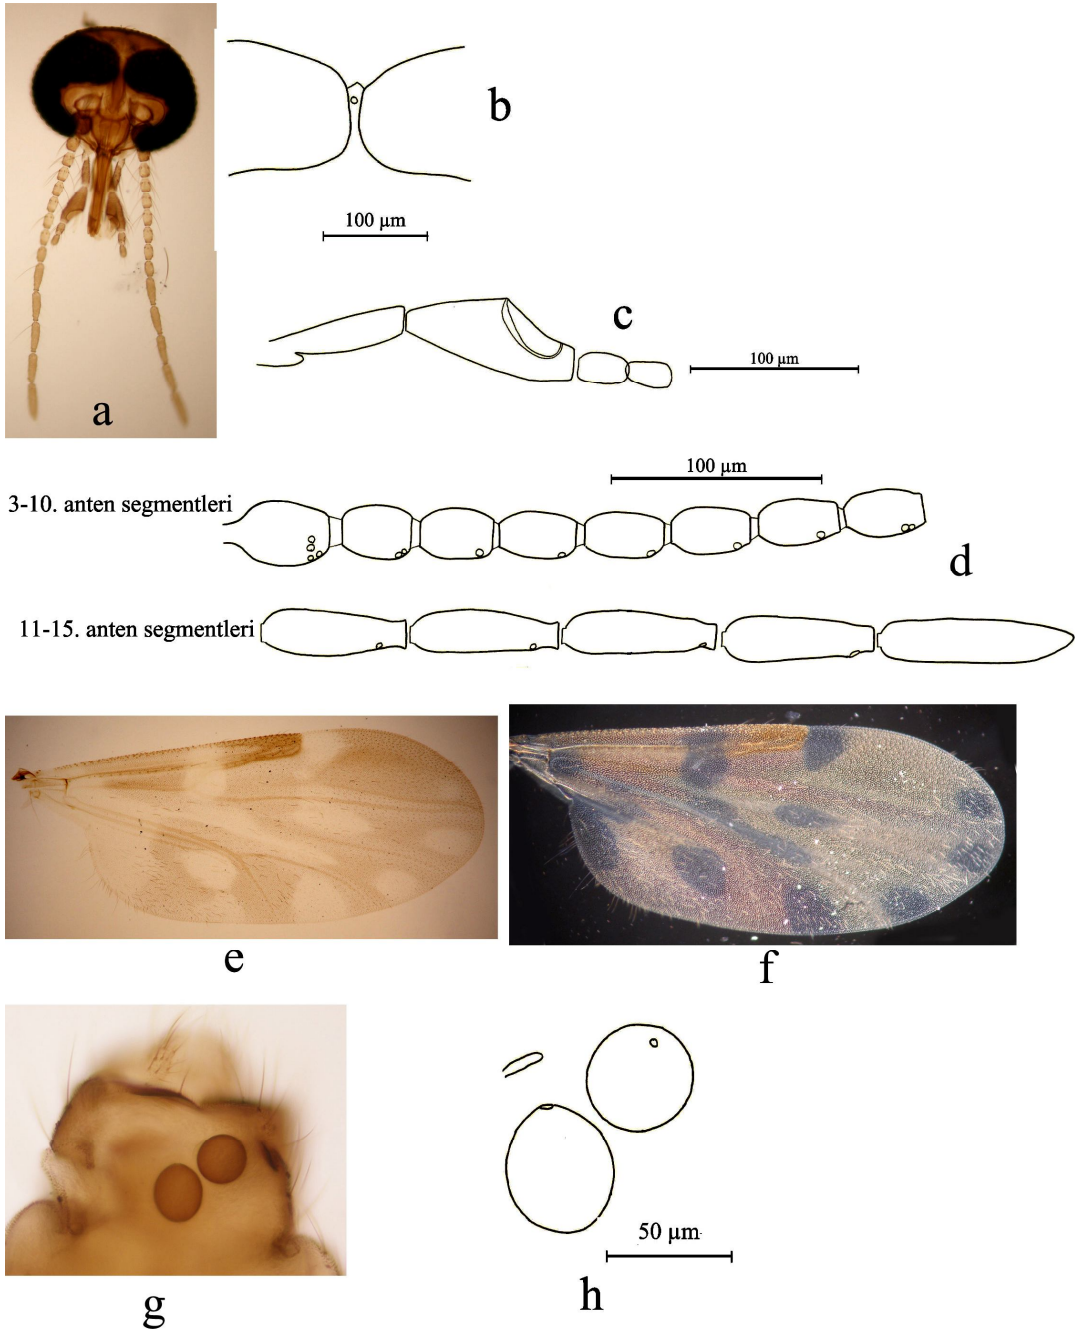 a
b
100 µm
c
100 µm
100 µm
3-10. anten segmentleri
d
11-15. anten segmentleri
e
f
g
50 µm
h